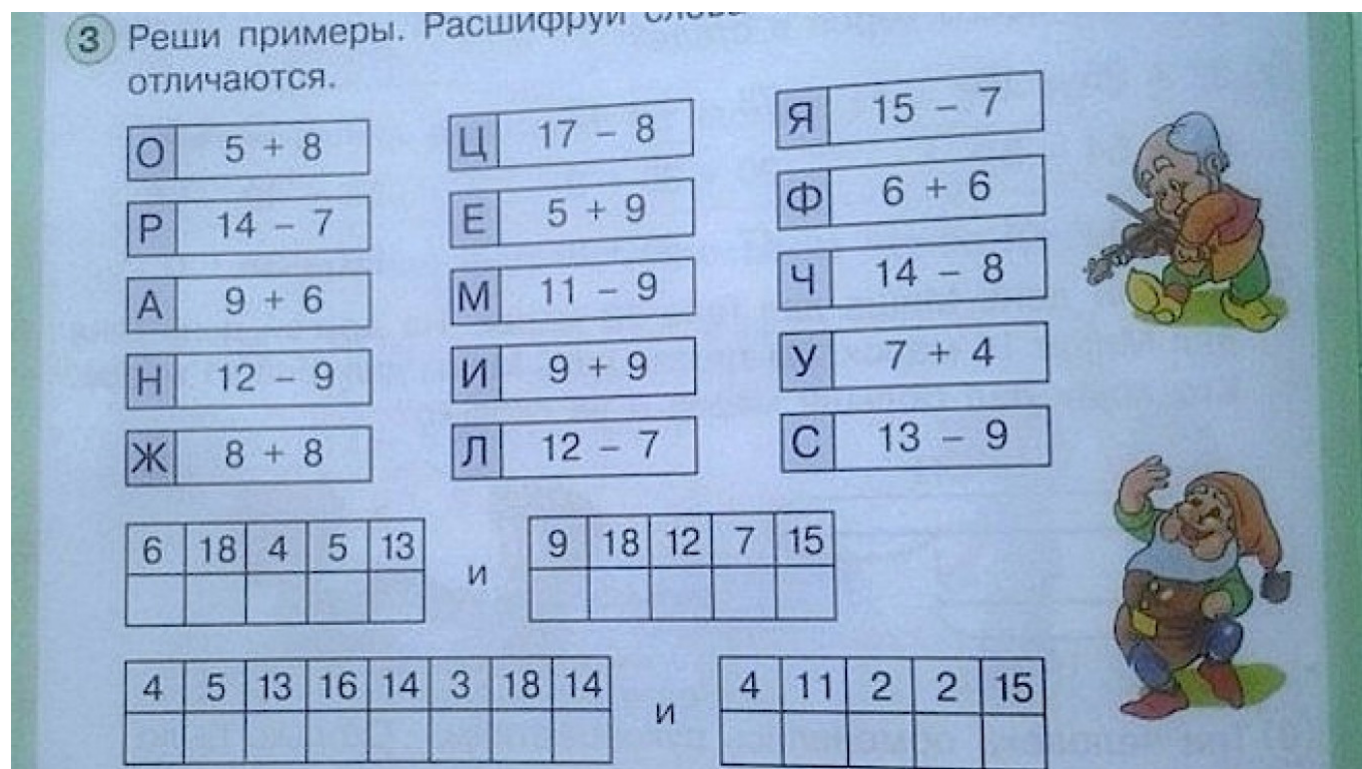 3 Реши примеры. Расшифруй
отличаются.
О 5 + 8 Ц 17 – 8 Я 15 – 7
Р 14 – 7 Е 5 + 9 Ф 6 + 6
А 9 + 6 М 11 – 9 Ч 14 – 8
Н 12 – 9 И 9 + 9 У 7 + 4
Ж 8 + 8 Л 12 – 7 С 13 – 9
6 18 4 5 13 и 9 18 12 7 15
4 5 13 16 14 3 18 14 и 4 11 2 2 15